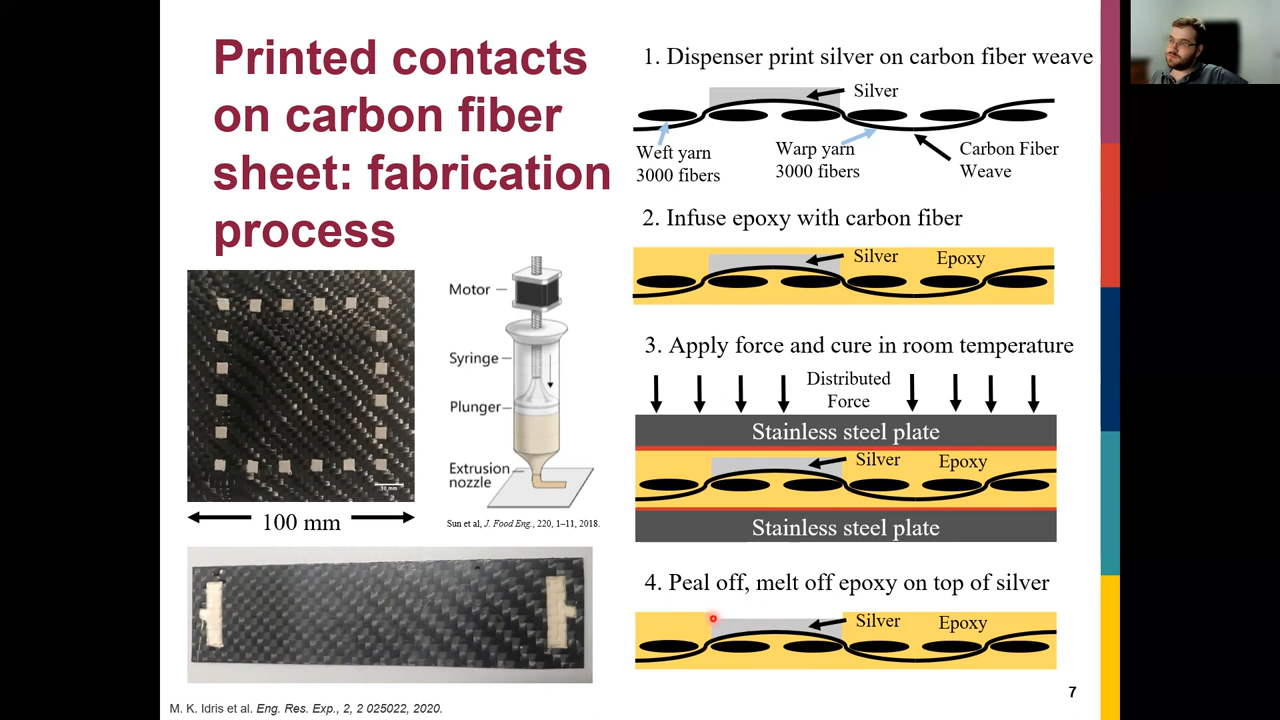 Printed contacts
on carbon fiber
sheet: fabrication
process
100 mm
Motor
Syringe
Plunger
Extrusion
nozzle
Sun et al, J. Food Eng., 220, 1–11, 2018.
M. K. Idris et al. Eng. Res. Exp., 2, 2 025022, 2020.
1. Dispenser print silver on carbon fiber weave
Silver
Weft yarn
3000 fibers
Warp yarn
3000 fibers
Carbon Fiber
Weave
2. Infuse epoxy with carbon fiber
Silver
Epoxy
3. Apply force and cure in room temperature
Distributed
Force
Stainless steel plate
Silver
Epoxy
Stainless steel plate
4. Peal off, melt off epoxy on top of silver
Silver
Epoxy
7